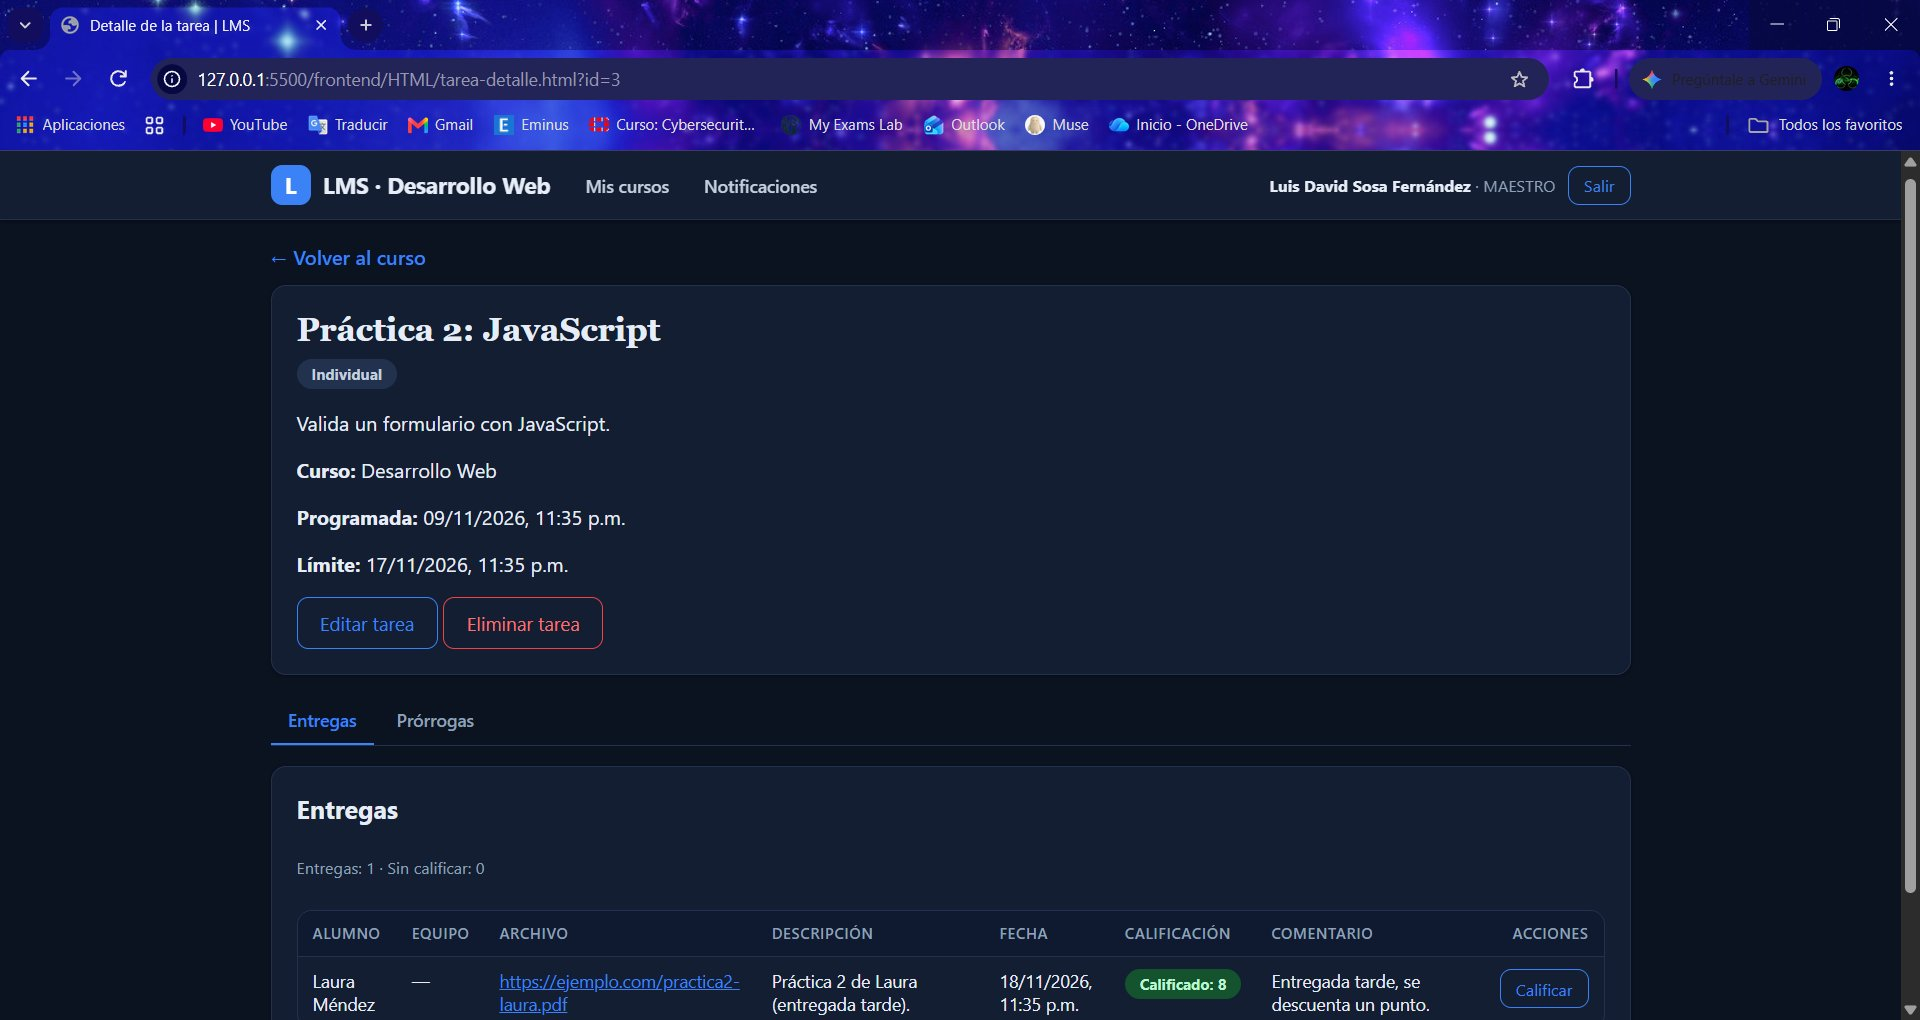 Detalle de la tarea | LMS
127.0.0.1:5500/frontend/HTML/tarea-detalle.html?id=3
Pregúntale a Gemini
Aplicaciones
YouTube
Traducir
Gmail
Eminus
Curso: Cybersecurit...
My Exams Lab
Outlook
Muse
Inicio - OneDrive
Todos los favoritos
L
LMS · Desarrollo Web
Mis cursos
Notificaciones
Luis David Sosa Fernández · MAESTRO
Salir
← Volver al curso
Práctica 2: JavaScript
Individual
Valida un formulario con JavaScript.
Curso: Desarrollo Web
Programada: 09/11/2026, 11:35 p.m.
Límite: 17/11/2026, 11:35 p.m.
Editar tarea
Eliminar tarea
Entregas
Prórrogas
Entregas
Entregas: 1 · Sin calificar: 0
ALUMNO EQUIPO ARCHIVO DESCRIPCIÓN FECHA CALIFICACIÓN COMENTARIO ACCIONES
Laura — https://ejemplo.com/practica2- Práctica 2 de Laura 18/11/2026, Calificado: 8 Entregada tarde, se Calificar
Méndez laura.pdf (entregada tarde). 11:35 p.m. descuenta un punto.